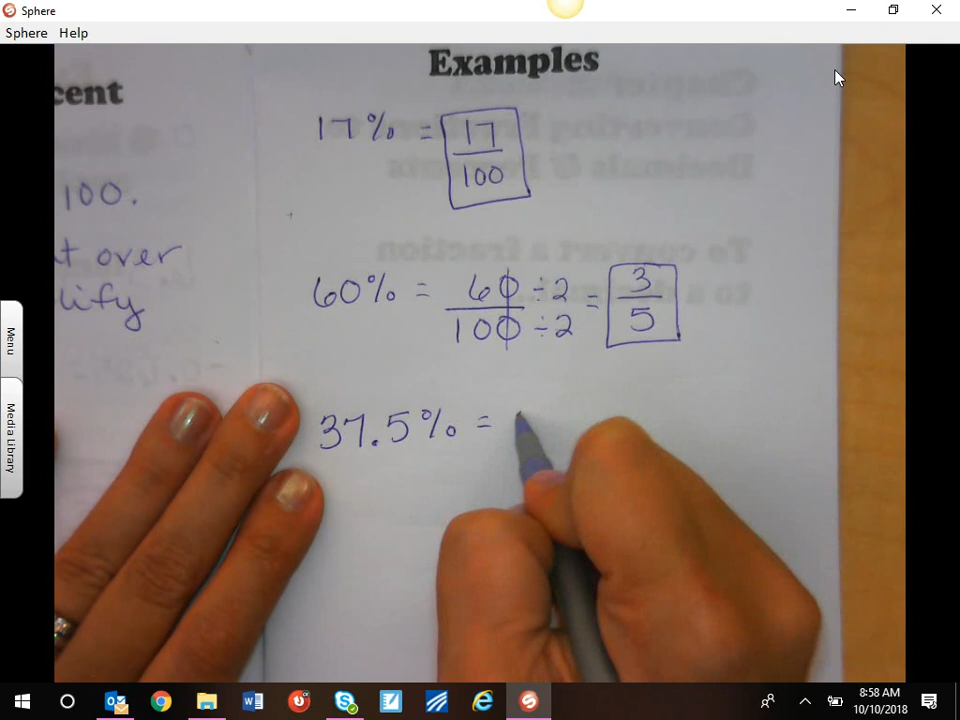 Sphere
Sphere Help
Examples
cent
17% = 17/100
100.
t over
60% = 60÷2/100÷2 = 3/5
lify
37.5% =
Menu
Media Library
8:58 AM
10/10/2018